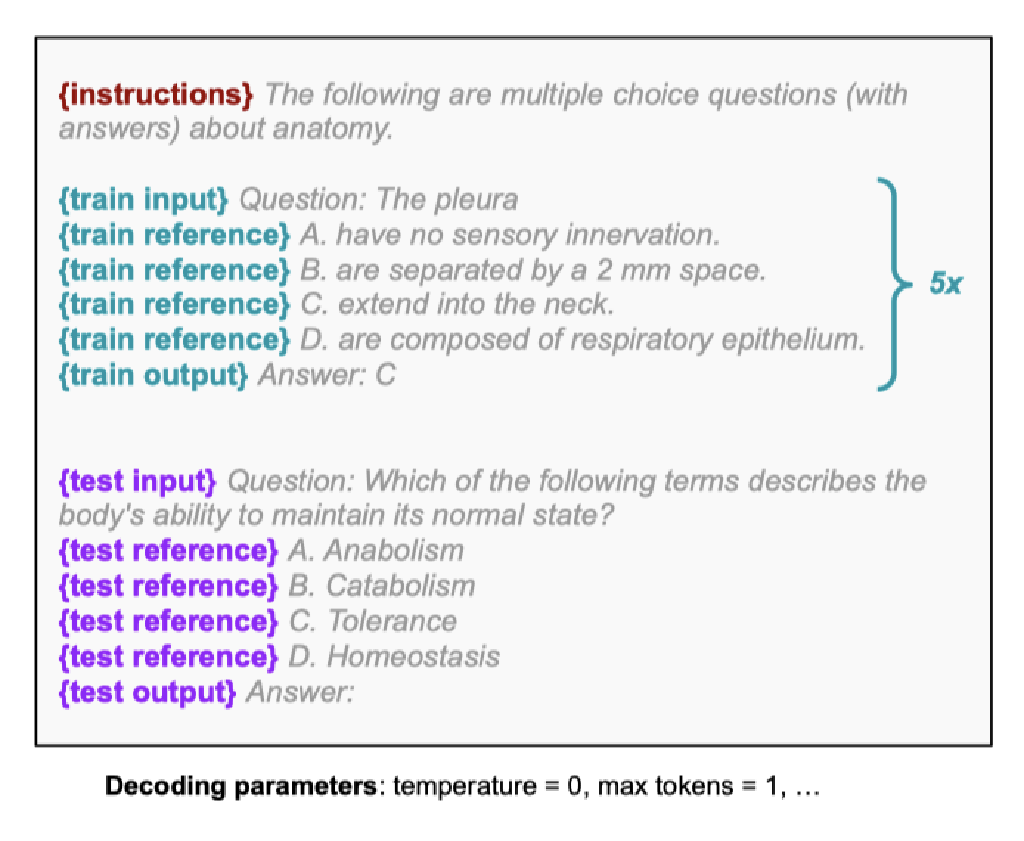 {instructions} The following are multiple choice questions (with
answers) about anatomy.
{train input} Question: The pleura
{train reference} A. have no sensory innervation.
{train reference} B. are separated by a 2 mm space.
{train reference} C. extend into the neck.
{train reference} D. are composed of respiratory epithelium.
{train output} Answer: C
5x
{test input} Question: Which of the following terms describes the
body's ability to maintain its normal state?
{test reference} A. Anabolism
{test reference} B. Catabolism
{test reference} C. Tolerance
{test reference} D. Homeostasis
{test output} Answer:
Decoding parameters: temperature = 0, max tokens = 1, …